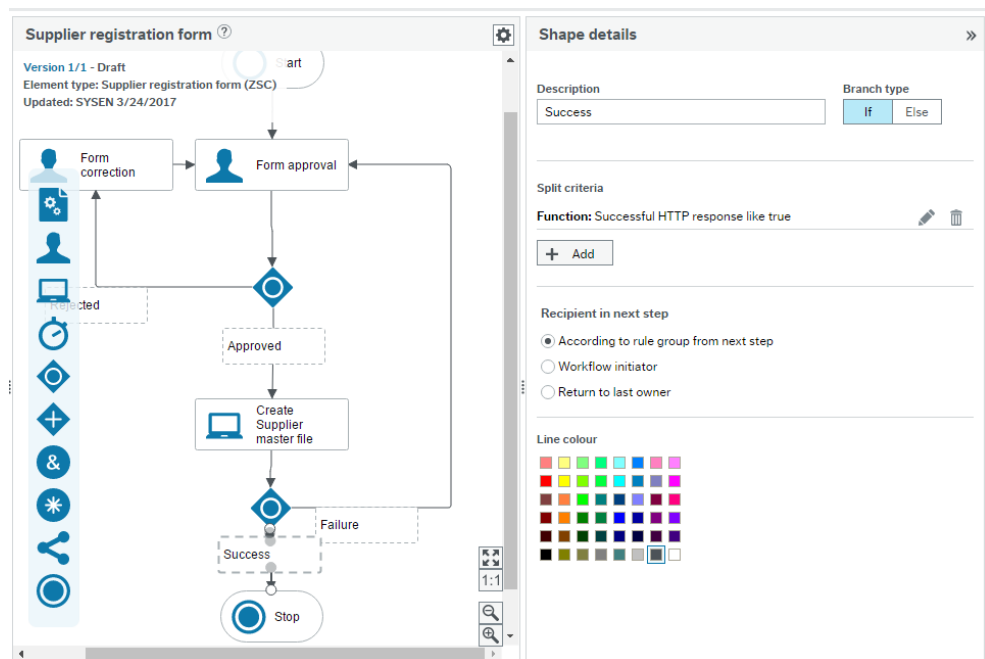 Supplier registration form ?
Version 1/1 - Draft
Element type: Supplier registration form (ZSC)
Updated: SYSEN 3/24/2017
Start
Form
correction
Form approval
Rejected
Approved
Create
Supplier
master file
Failure
Success
Stop
&
1:1
Shape details
»
Description
Success
Branch type
If
Else
Split criteria
Function: Successful HTTP response like true
+ Add
Recipient in next step
According to rule group from next step
Workflow initiator
Return to last owner
Line colour